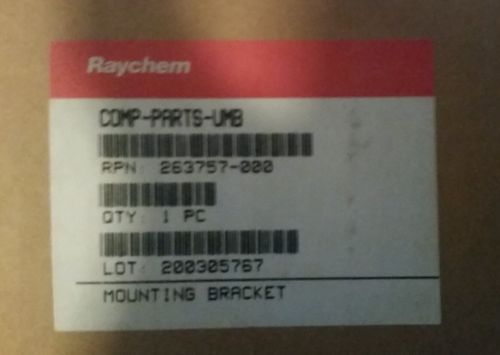 Raychem
COMP-PARTS-UMB
RPN: 263757-000
QTY: 1 PC
LOT: 200305767
MOUNTING BRACKET